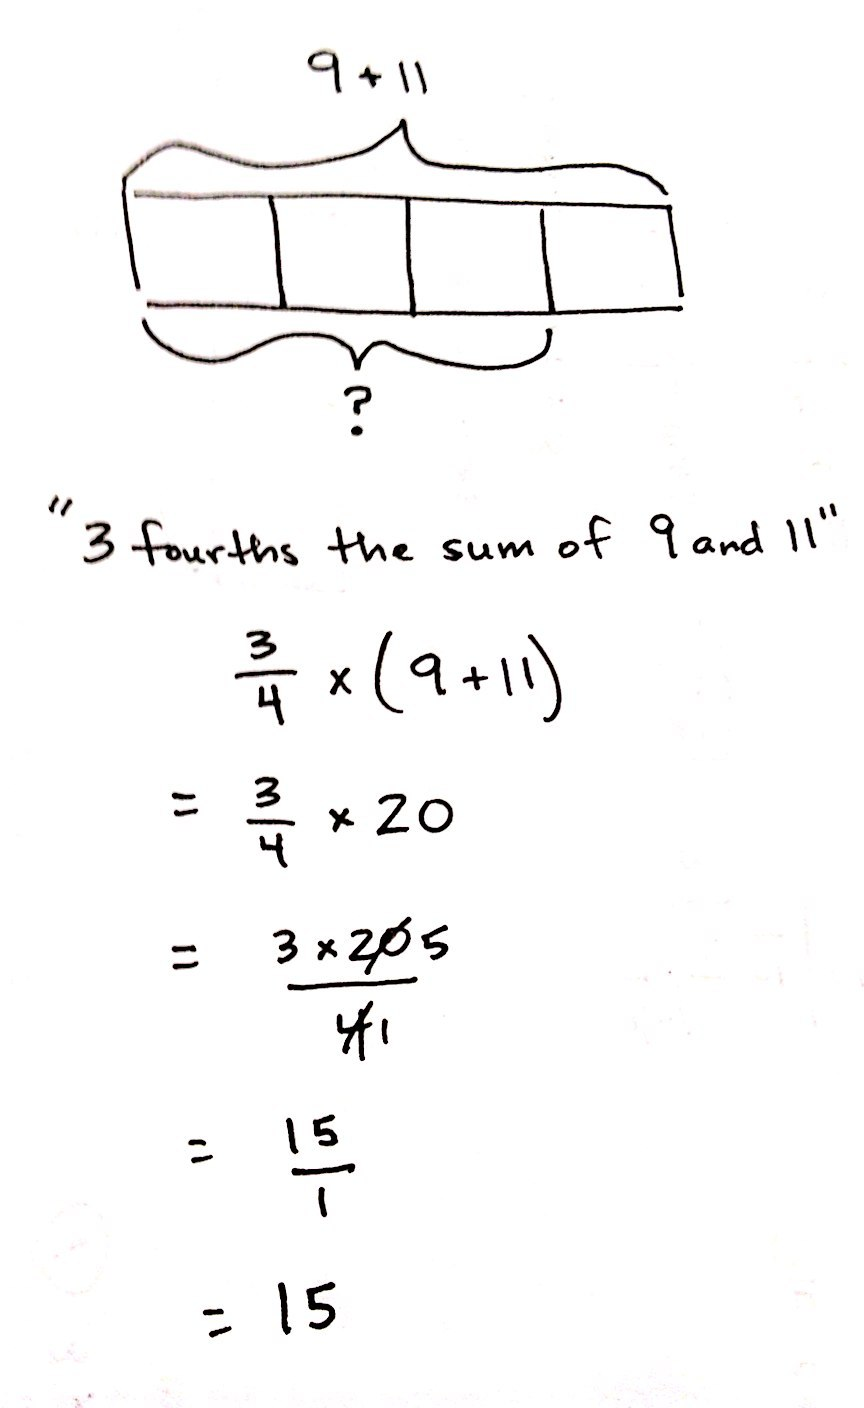 9 + 11
?
"3 fourths the sum of 9 and 11"
3/4 × (9 + 11)
= 3/4 × 20
= 3 × 20 5 / 4 1
= 15/1
= 15